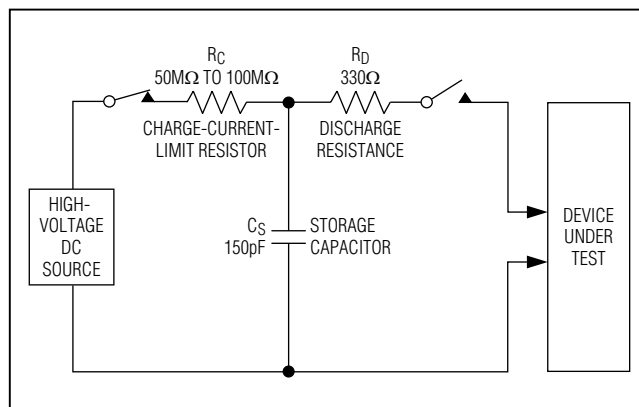 R_C
50MΩ TO 100MΩ
CHARGE-CURRENT-
LIMIT RESISTOR
R_D
330Ω
DISCHARGE
RESISTANCE
HIGH-
VOLTAGE
DC
SOURCE
C_S
150pF
STORAGE
CAPACITOR
DEVICE
UNDER
TEST